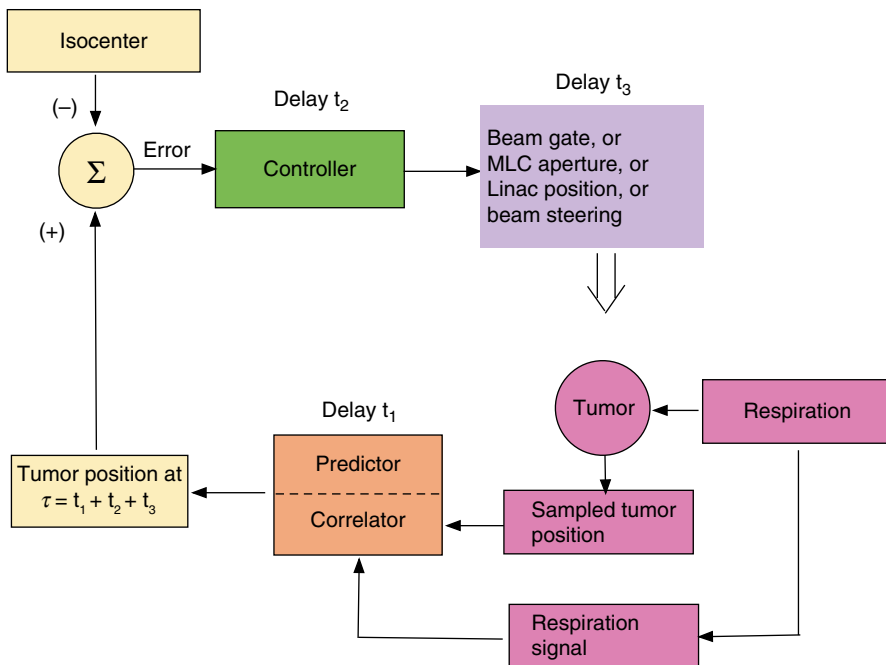 Isocenter
(–)
Delay t2
Delay t3
Σ
Error
Controller
Beam gate, or
MLC aperture, or
Linac position, or
beam steering
(+)
Tumor
Respiration
Delay t1
Predictor
Correlator
Tumor position at
τ = t1 + t2 + t3
Sampled tumor
position
Respiration
signal